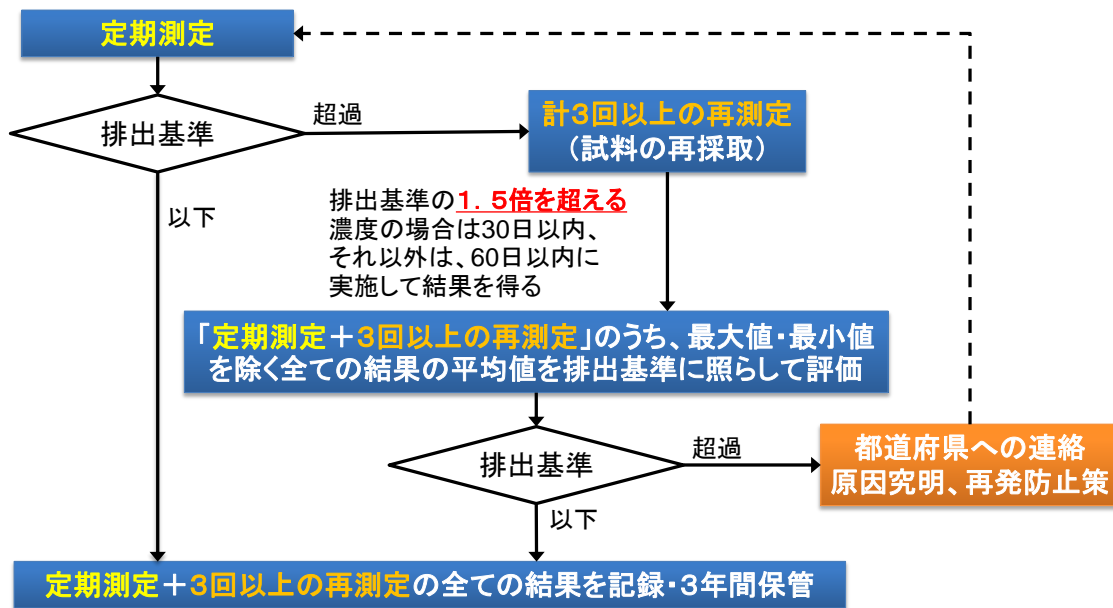 定期測定
排出基準
超過
計3回以上の再測定
(試料の再採取)
以下
排出基準の1.5倍を超える
濃度の場合は30日以内、
それ以外は、60日以内に
実施して結果を得る
「定期測定+3回以上の再測定」のうち、最大値・最小値
を除く全ての結果の平均値を排出基準に照らして評価
排出基準
超過
都道府県への連絡
原因究明、再発防止策
以下
定期測定+3回以上の再測定の全ての結果を記録・3年間保管